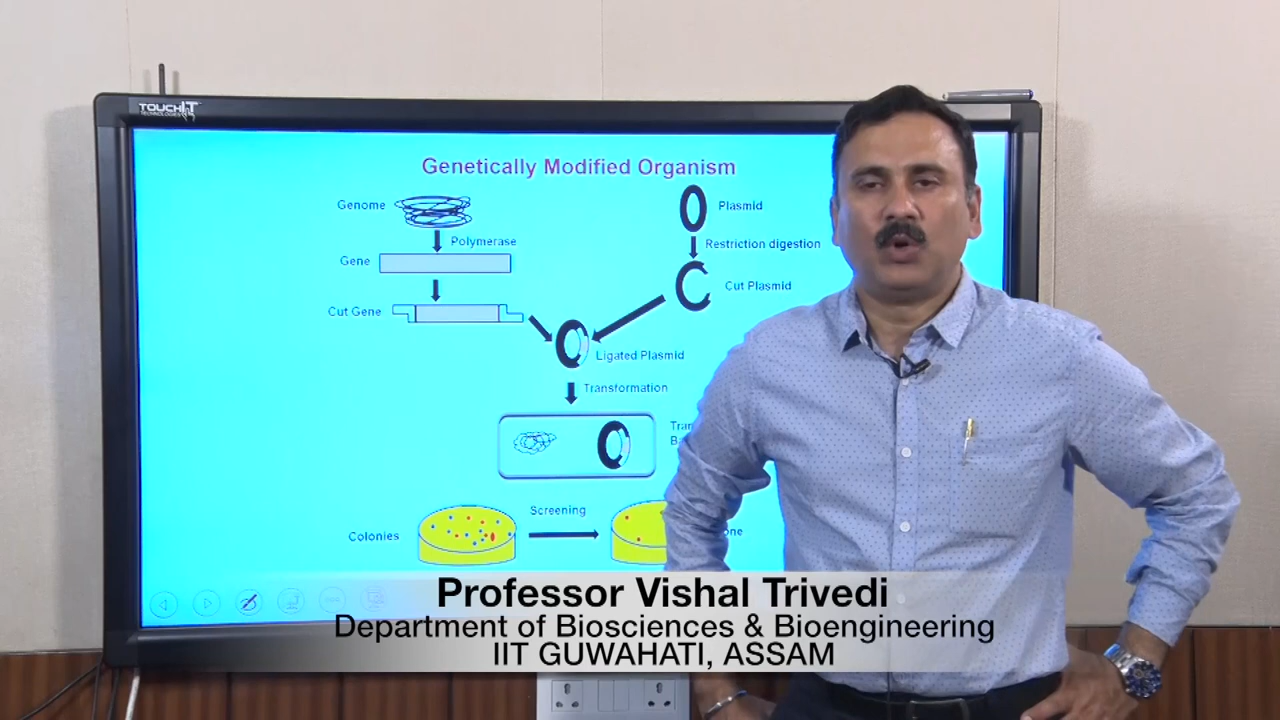 TOUCHIT
TECHNOLOGIES
Genetically Modified Organism
Genome
Plasmid
Polymerase
Restriction digestion
Gene
Cut Plasmid
Cut Gene
Ligated Plasmid
Transformation
Screening
Colonies
Professor Vishal Trivedi
Department of Biosciences & Bioengineering
IIT GUWAHATI, ASSAM